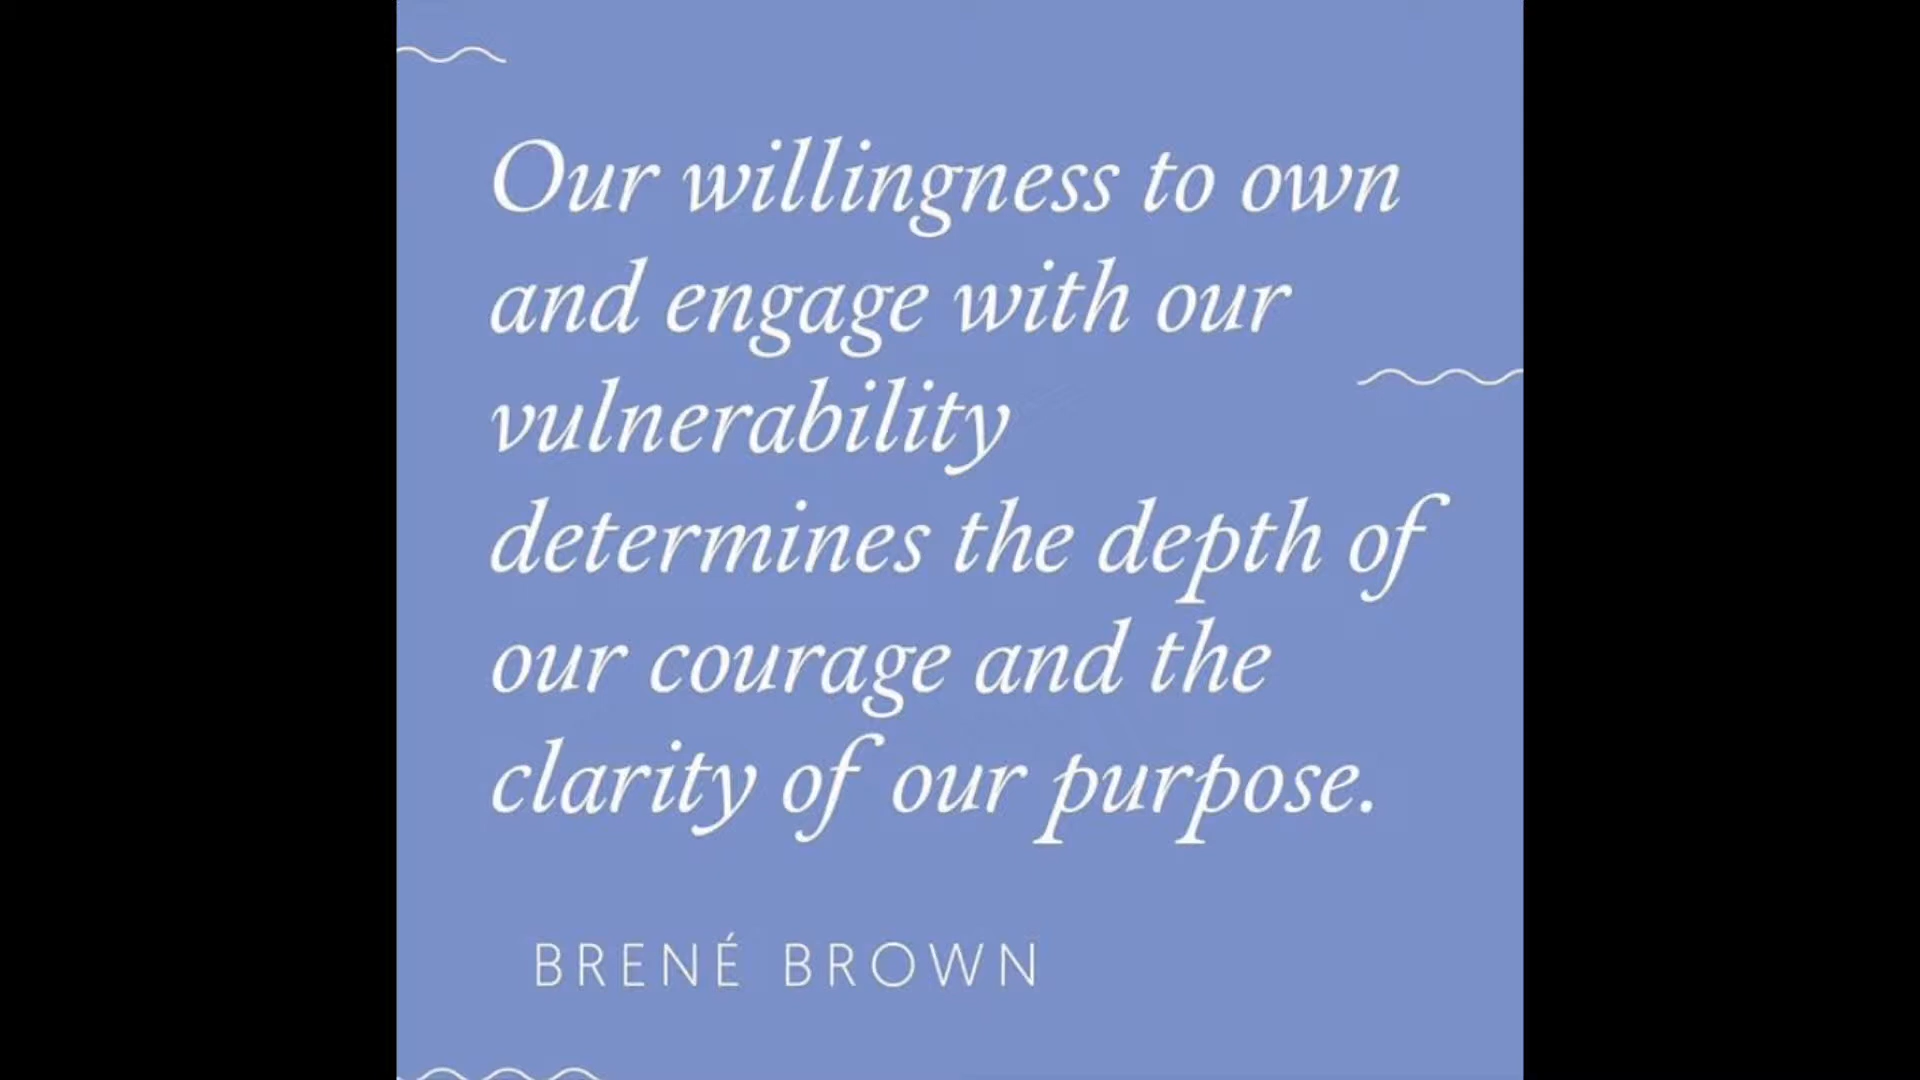 Our willingness to own
and engage with our
vulnerability
determines the depth of
our courage and the
clarity of our purpose.
BRENÉ BROWN